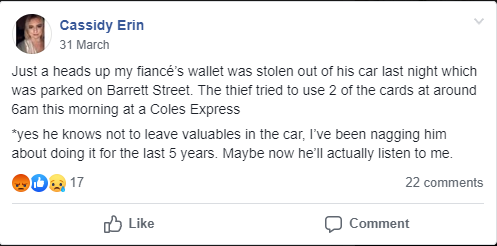 Cassidy Erin
31 March
Just a heads up my fiancé's wallet was stolen out of his car last night which
was parked on Barrett Street. The thief tried to use 2 of the cards at around
6am this morning at a Coles Express
*yes he knows not to leave valuables in the car, I've been nagging him
about doing it for the last 5 years. Maybe now he'll actually listen to me.
17
22 comments
Like
Comment